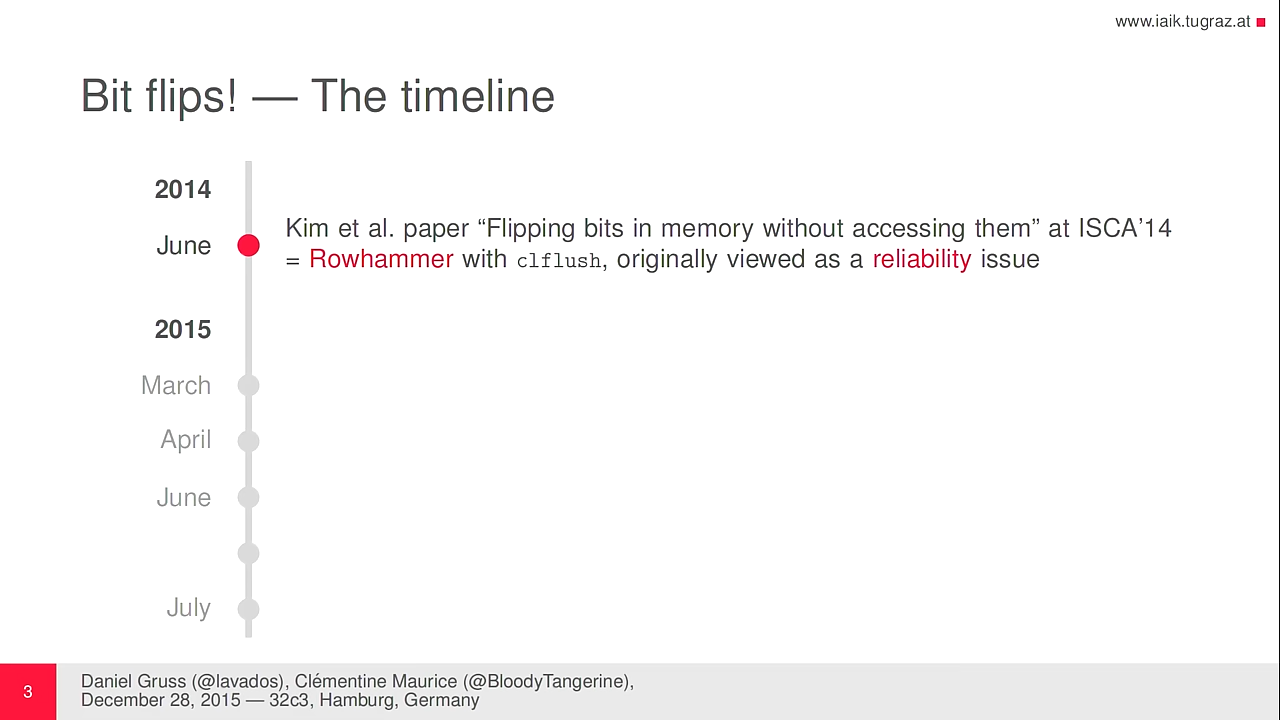 www.iaik.tugraz.at
Bit flips! — The timeline
2014
June
Kim et al. paper “Flipping bits in memory without accessing them” at ISCA’14
= Rowhammer with clflush, originally viewed as a reliability issue
2015
March
April
June
July
3
Daniel Gruss (@lavados), Clémentine Maurice (@BloodyTangerine),
December 28, 2015 — 32c3, Hamburg, Germany